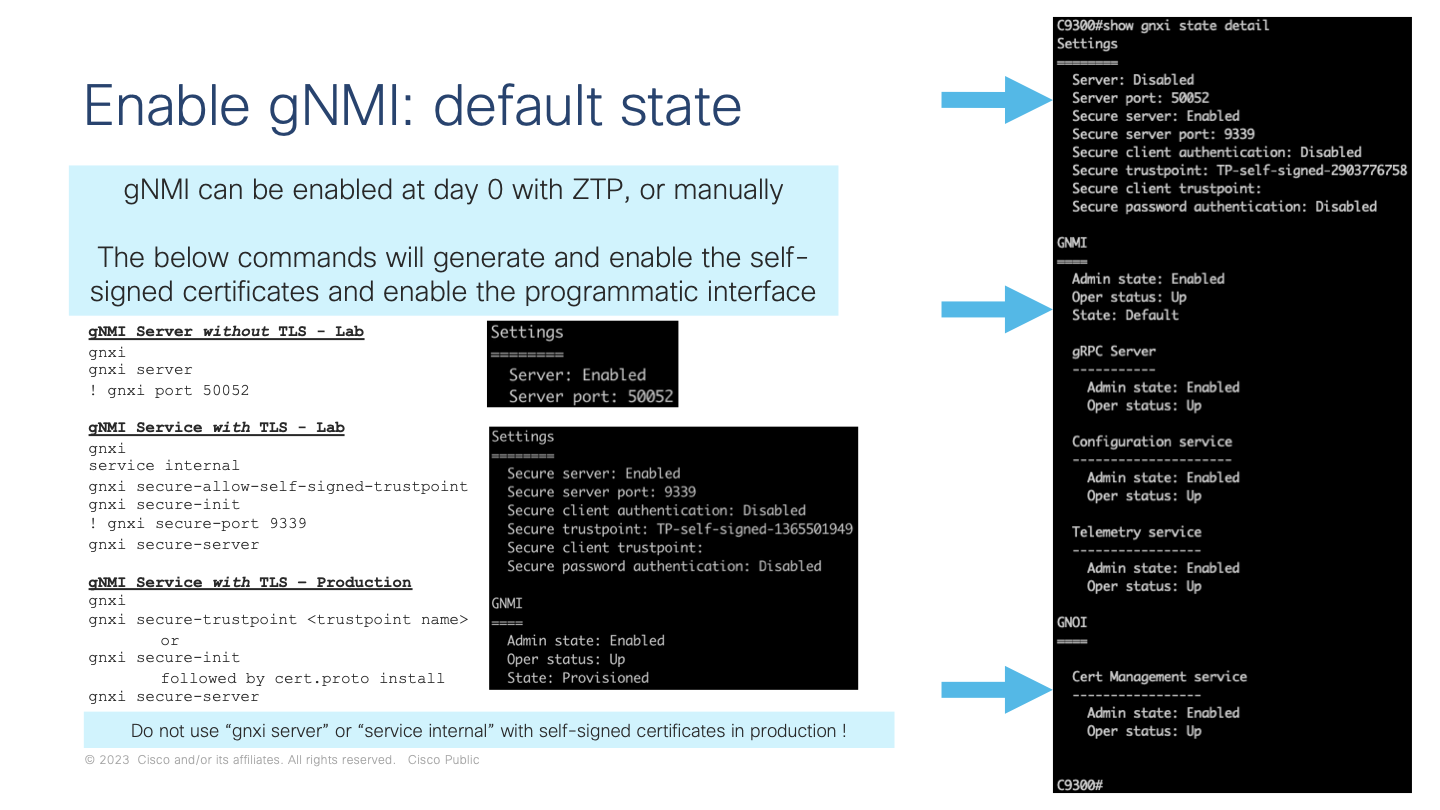 Enable gNMI: default state
gNMI can be enabled at day 0 with ZTP, or manually
The below commands will generate and enable the self-
signed certificates and enable the programmatic interface
gNMI Server without TLS - Lab
gnxi
gnxi server
! gnxi port 50052
gNMI Service with TLS - Lab
gnxi
service internal
gnxi secure-allow-self-signed-trustpoint
gnxi secure-init
! gnxi secure-port 9339
gnxi secure-server
gNMI Service with TLS – Production
gnxi
gnxi secure-trustpoint <trustpoint name>
or
gnxi secure-init
followed by cert.proto install
gnxi secure-server
Settings
========
Server: Enabled
Server port: 50052
Settings
========
Secure server: Enabled
Secure server port: 9339
Secure client authentication: Disabled
Secure trustpoint: TP-self-signed-1365501949
Secure client trustpoint:
Secure password authentication: Disabled
GNMI
====
Admin state: Enabled
Oper status: Up
State: Provisioned
Do not use “gnxi server” or “service internal” with self-signed certificates in production !
© 2023 Cisco and/or its affiliates. All rights reserved. Cisco Public
C9300#show gnxi state detail
Settings
========
Server: Disabled
Server port: 50052
Secure server: Enabled
Secure server port: 9339
Secure client authentication: Disabled
Secure trustpoint: TP-self-signed-2903776758
Secure client trustpoint:
Secure password authentication: Disabled
GNMI
====
Admin state: Enabled
Oper status: Up
State: Default
gRPC Server
-----------
Admin state: Enabled
Oper status: Up
Configuration service
---------------------
Admin state: Enabled
Oper status: Up
Telemetry service
-----------------
Admin state: Enabled
Oper status: Up
GNOI
====
Cert Management service
-----------------
Admin state: Enabled
Oper status: Up
C9300#